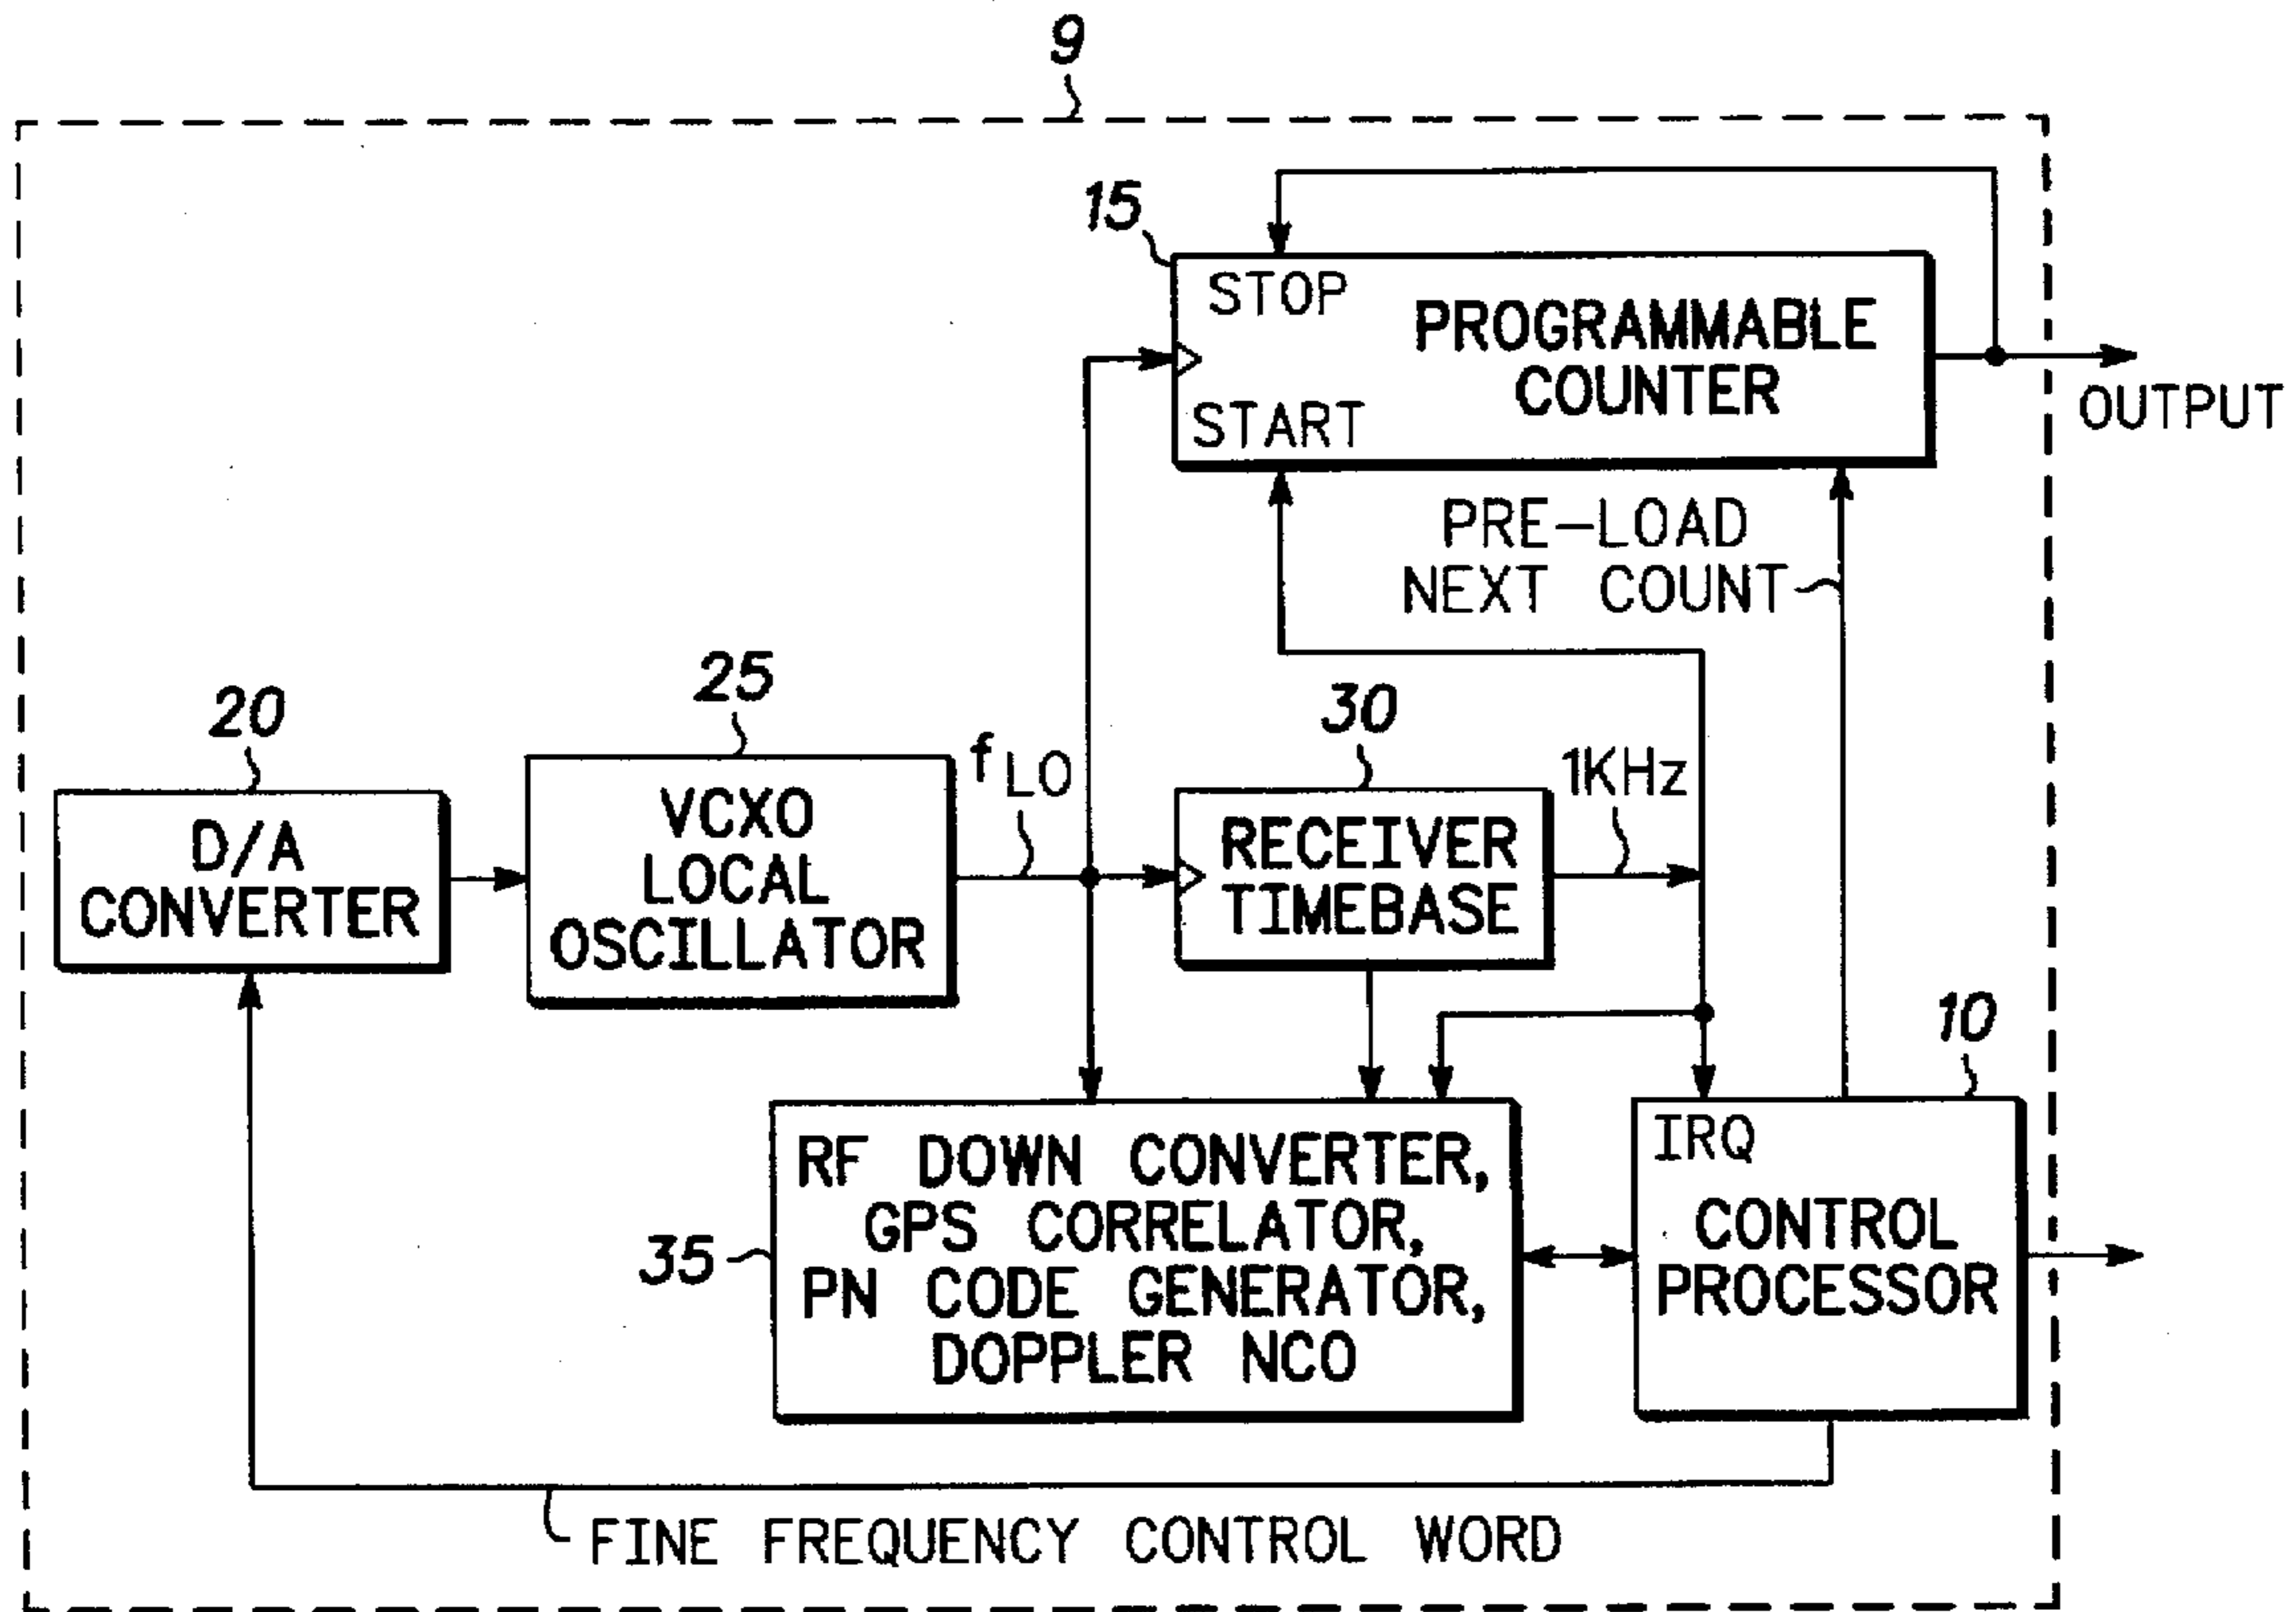 9
15
STOP
PROGRAMMABLE
COUNTER
START
OUTPUT
PRE-LOAD
NEXT COUNT
20
D/A
CONVERTER
25
VCXO
LOCAL
OSCILLATOR
fLO
30
RECEIVER
TIMEBASE
1KHz
10
35
RF DOWN CONVERTER,
GPS CORRELATOR,
PN CODE GENERATOR,
DOPPLER NCO
IRQ
CONTROL
PROCESSOR
FINE FREQUENCY CONTROL WORD